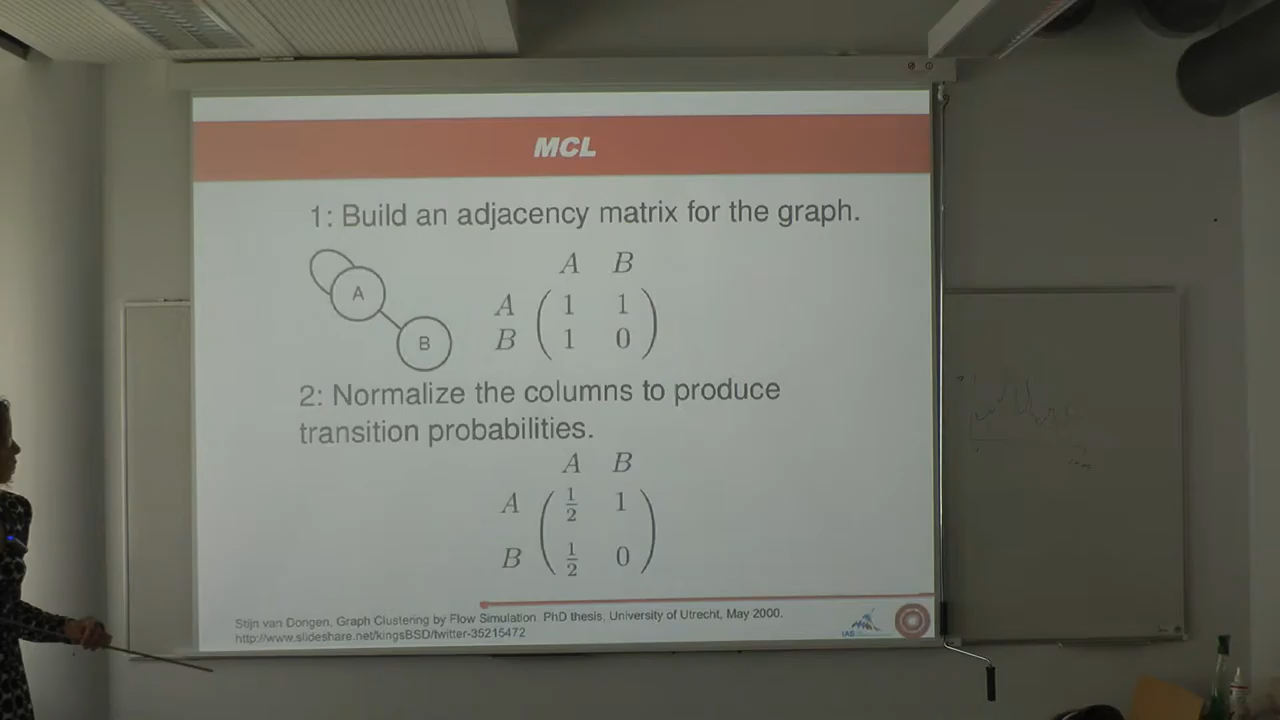 MCL
1: Build an adjacency matrix for the graph.
A B
A
A 1 1
B 1 0
B
2: Normalize the columns to produce
transition probabilities.
A B
A 1/2 1
B 1/2 0
Stijn van Dongen, Graph Clustering by Flow Simulation. PhD thesis, University of Utrecht, May 2000.
http://www.slideshare.net/kingsBSD/twitter-35215472
IAS